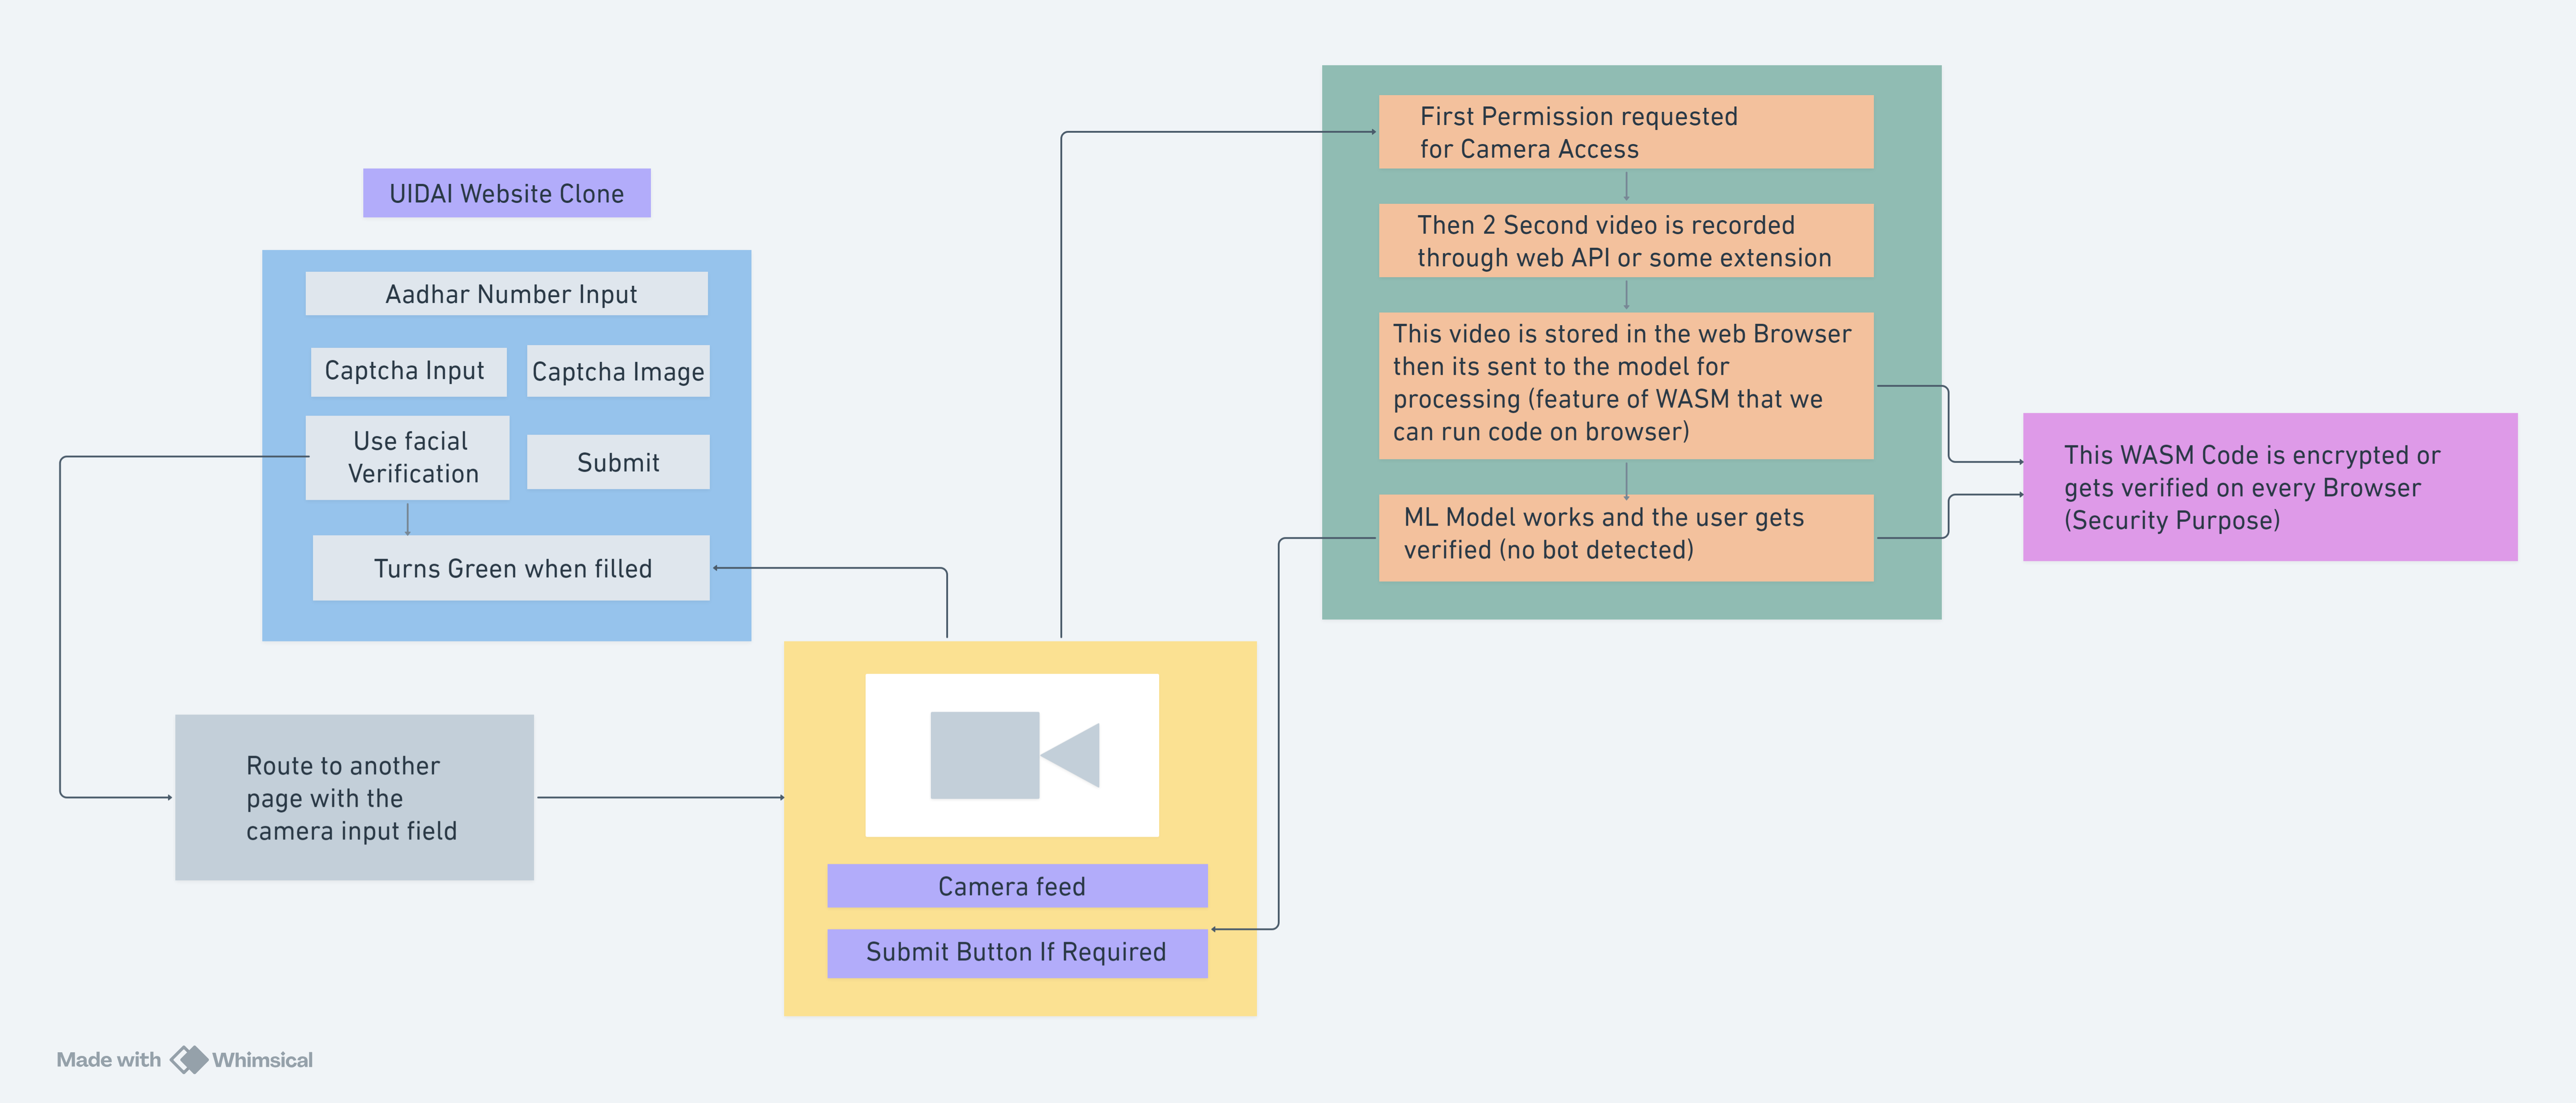 UIDAI Website Clone
Aadhar Number Input
Captcha Input
Captcha Image
Use facial
Verification
Submit
Turns Green when filled
Route to another
page with the
camera input field
Camera feed
Submit Button If Required
First Permission requested
for Camera Access
Then 2 Second video is recorded
through web API or some extension
This video is stored in the web Browser
then its sent to the model for
processing (feature of WASM that we
can run code on browser)
ML Model works and the user gets
verified (no bot detected)
This WASM Code is encrypted or
gets verified on every Browser
(Security Purpose)
Made with Whimsical